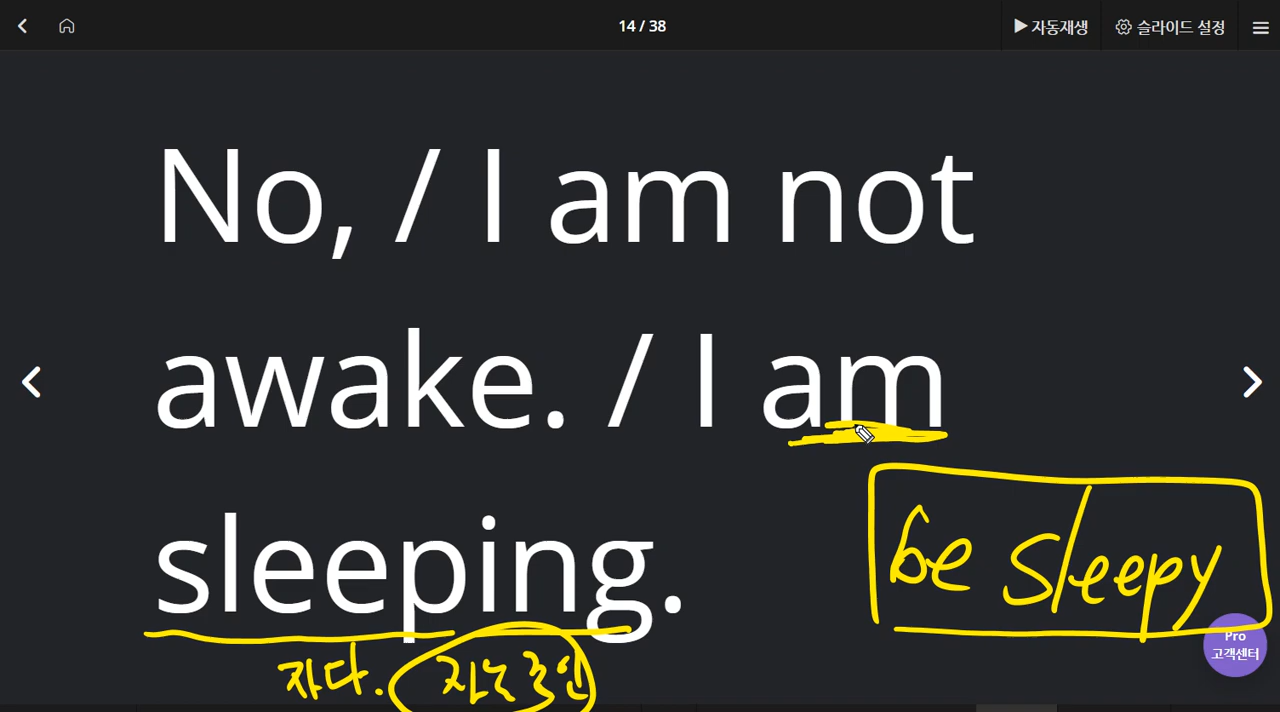 14 / 38
자동재생
슬라이드 설정
No, / I am not
awake. / I am
sleeping.
be sleepy
자다. 자는 중인
Pro
고객센터